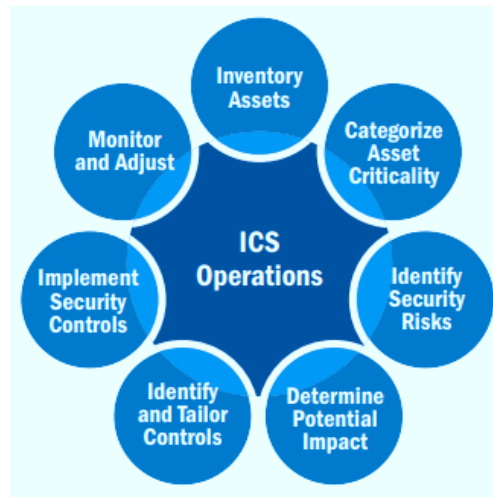 Inventory
Assets
Categorize
Asset
Criticality
Identify
Security
Risks
Determine
Potential
Impact
Identify
and Tailor
Controls
Implement
Security
Controls
Monitor
and Adjust
ICS
Operations